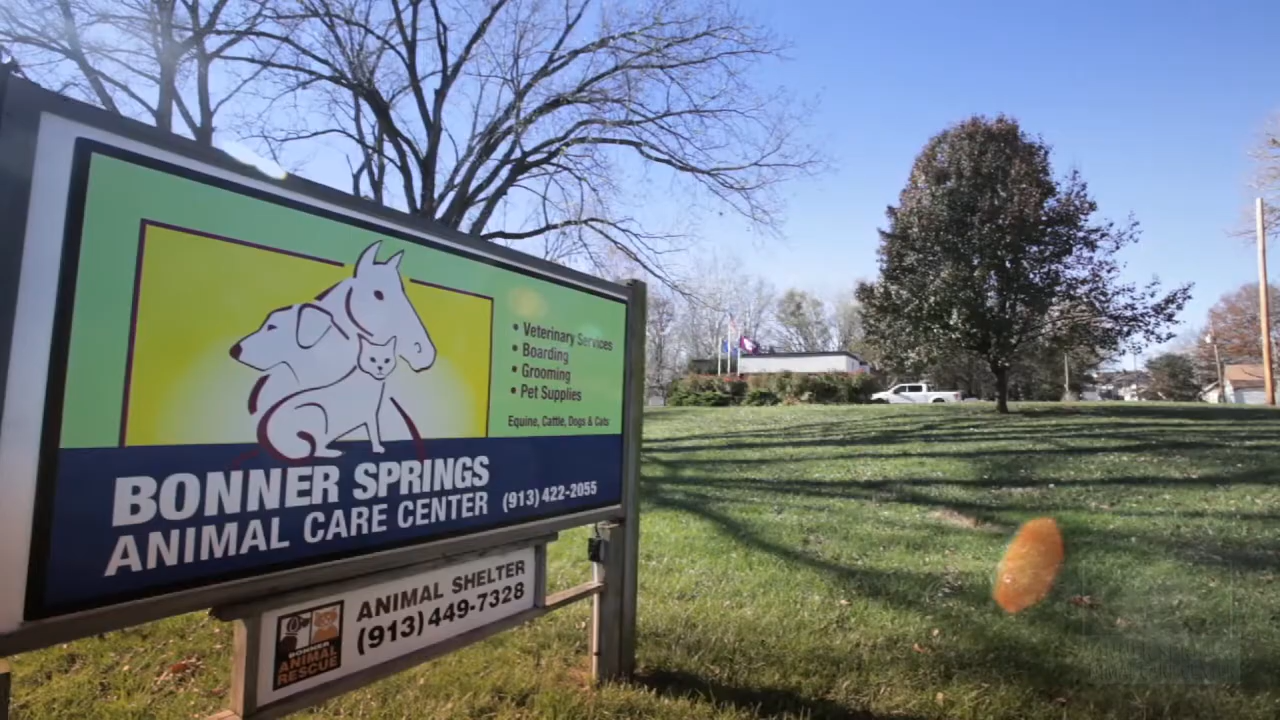 • Veterinary Services
• Boarding
• Grooming
• Pet Supplies
Equine, Cattle, Dogs & Cats
BONNER SPRINGS
ANIMAL CARE CENTER (913) 422-2055
ANIMAL SHELTER
(913) 449-7328
BONNER
ANIMAL
RESCUE